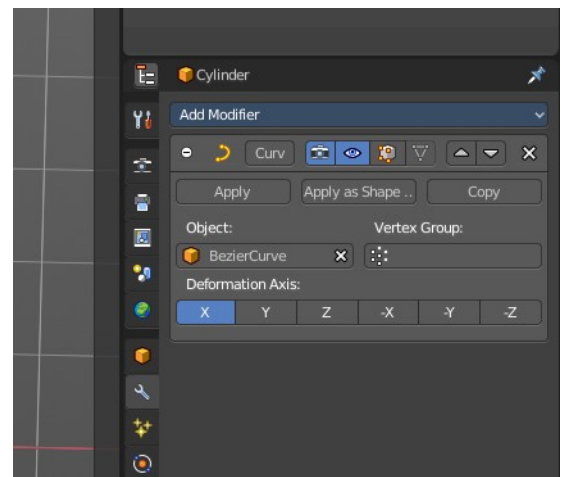 Cylinder
Add Modifier
Curv
Apply Apply as Shape .. Copy
Object: Vertex Group:
BezierCurve
Deformation Axis:
X Y Z -X -Y -Z